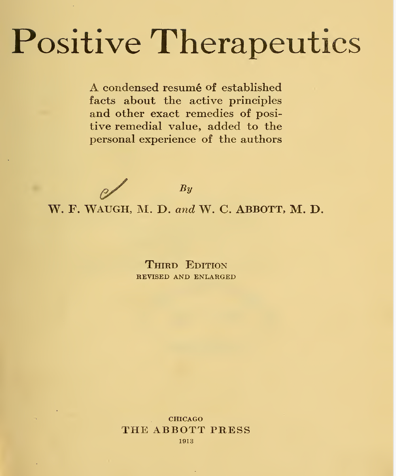 Positive Therapeutics
A condensed resumé of established
facts about the active principles
and other exact remedies of posi-
tive remedial value, added to the
personal experience of the authors
By
W. F. WAUGH, M. D. and W. C. ABBOTT, M. D.
THIRD EDITION
REVISED AND ENLARGED
CHICAGO
THE ABBOTT PRESS
1913